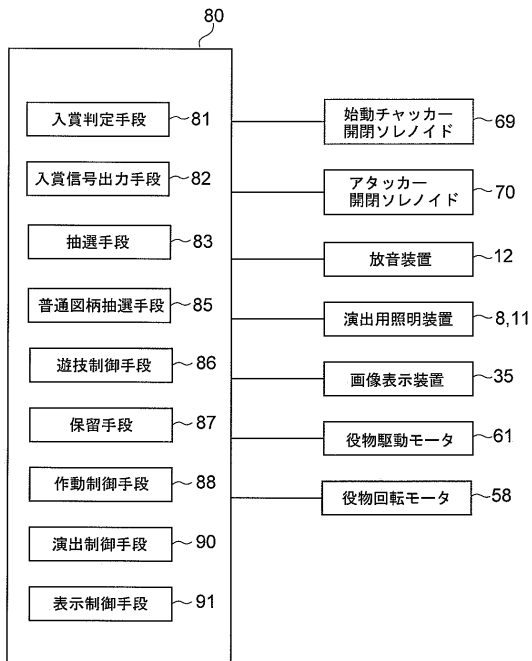 80
入賞判定手段 81
入賞信号出力手段 82
抽選手段 83
普通図柄抽選手段 85
遊技制御手段 86
保留手段 87
作動制御手段 88
演出制御手段 90
表示制御手段 91
始動チャッカー
開閉ソレノイド 69
アタッカー
開閉ソレノイド 70
放音装置 12
演出用照明装置 8,11
画像表示装置 35
役物駆動モータ 61
役物回転モータ 58